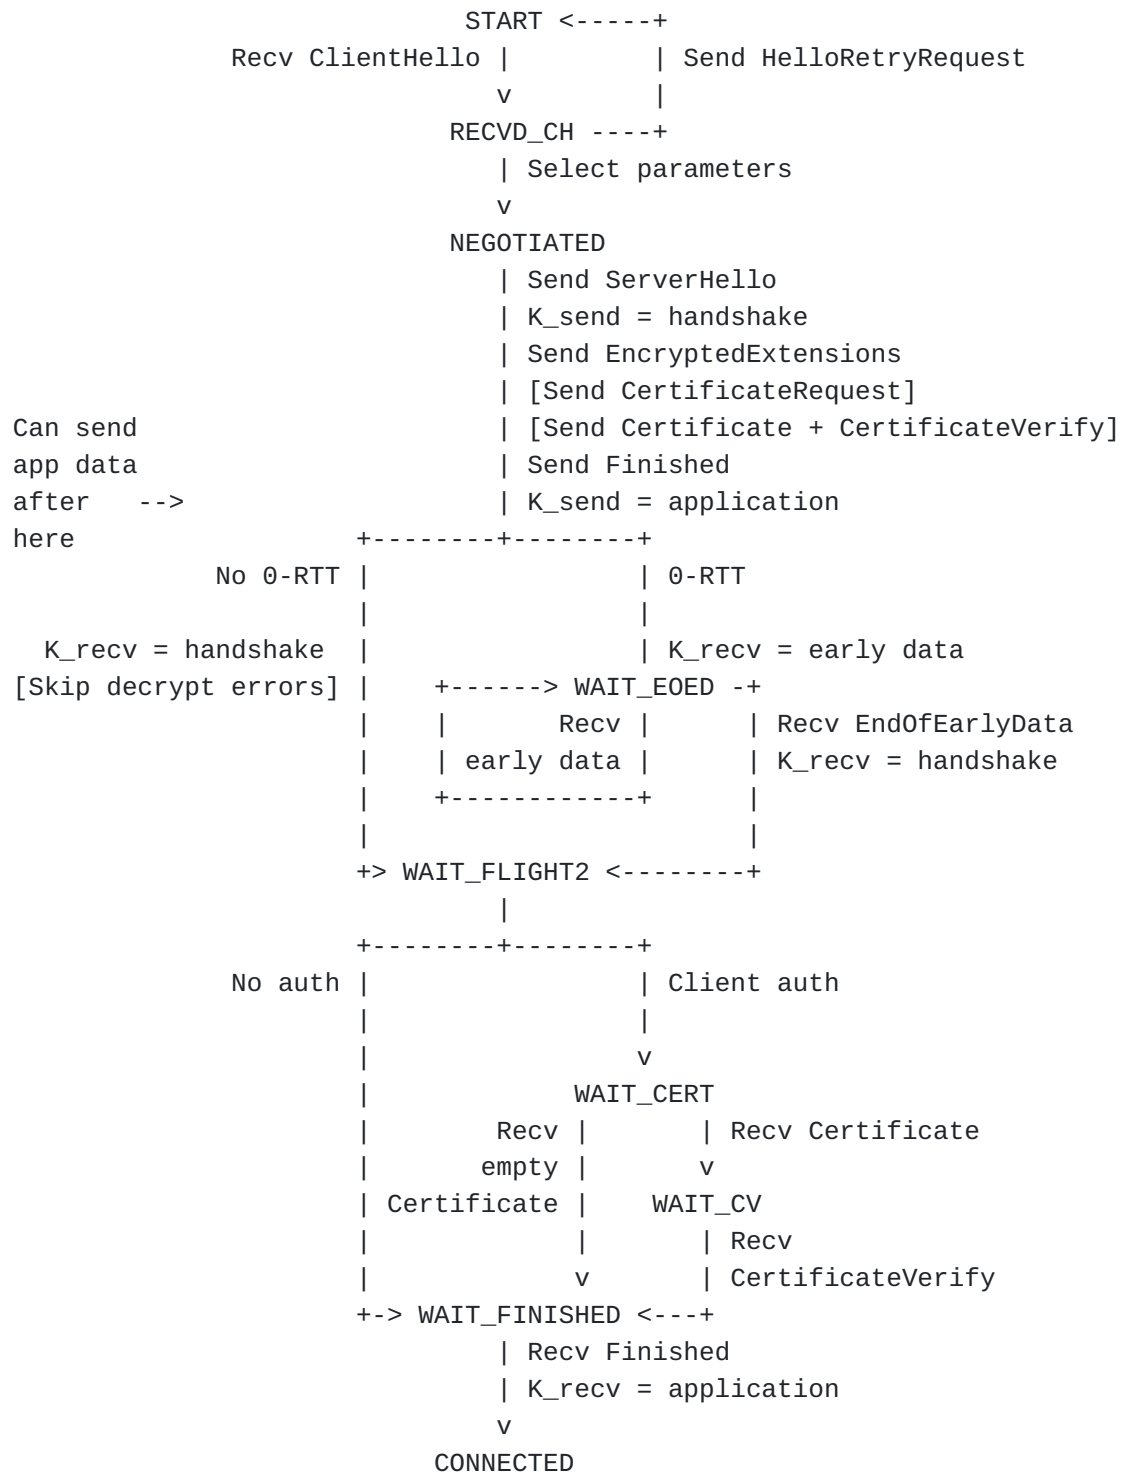 START <-----+
              Recv ClientHello |         | Send HelloRetryRequest
                               v         |
                            RECVD_CH ----+
                               | Select parameters
                               v
                            NEGOTIATED
                               | Send ServerHello
                               | K_send = handshake
                               | Send EncryptedExtensions
                               | [Send CertificateRequest]
Can send                       | [Send Certificate + CertificateVerify]
app data                       | Send Finished
after   -->                    | K_send = application
here                  +--------+--------+
             No 0-RTT |                 | 0-RTT
                      |                 |
  K_recv = handshake  |                 | K_recv = early data
[Skip decrypt errors] |    +------> WAIT_EOED -+
                      |    |       Recv |      | Recv EndOfEarlyData
                      |    | early data |      | K_recv = handshake
                      |    +------------+      |
                      |                        |
                      +> WAIT_FLIGHT2 <--------+
                               |
                      +--------+--------+
              No auth |                 | Client auth
                      |                 |
                      |                 v
                      |             WAIT_CERT
                      |        Recv |       | Recv Certificate
                      |       empty |       v
                      | Certificate |    WAIT_CV
                      |             |       | Recv
                      |             v       | CertificateVerify
                      +-> WAIT_FINISHED <---+
                               | Recv Finished
                               | K_recv = application
                               v
                           CONNECTED